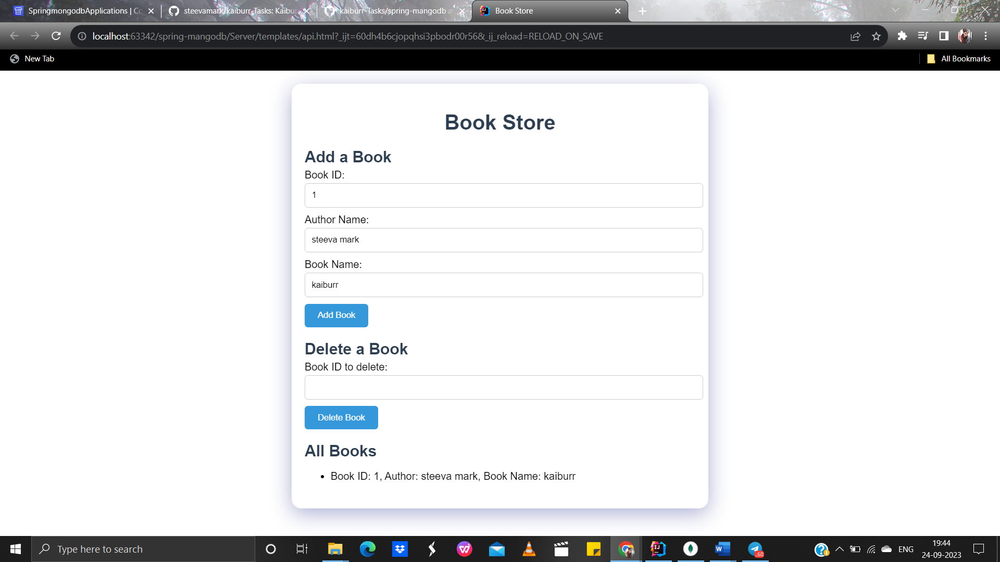 SpringmongodbApplications | Co
steevamark/kaiburr-Tasks: Kaibur
kaiburr-Tasks/spring-mangodb a
Book Store
localhost:63342/spring-mangodb/Server/templates/api.html?_ijt=60dh4b6cjopqhsi3pbodr00r56&_ij_reload=RELOAD_ON_SAVE
New Tab
All Bookmarks
Book Store
Add a Book
Book ID:
1
Author Name:
steeva mark
Book Name:
kaiburr
Add Book
Delete a Book
Book ID to delete:
Delete Book
All Books
• Book ID: 1, Author: steeva mark, Book Name: kaiburr
Type here to search
IJ
W
..60
ENG
19:44
24-09-2023